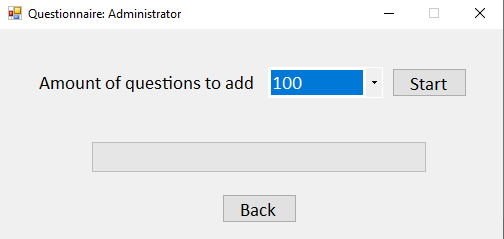 Questionnaire: Administrator
Amount of questions to add 100 Start
Back